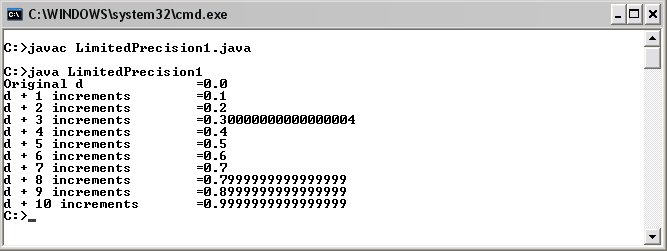 C:\WINDOWS\system32\cmd.exe
C:>javac LimitedPrecision1.java
C:>java LimitedPrecision1
Original d =0.0
d + 1 increments =0.1
d + 2 increments =0.2
d + 3 increments =0.30000000000000004
d + 4 increments =0.4
d + 5 increments =0.5
d + 6 increments =0.6
d + 7 increments =0.7
d + 8 increments =0.7999999999999999
d + 9 increments =0.8999999999999999
d + 10 increments =0.9999999999999999
C:>_